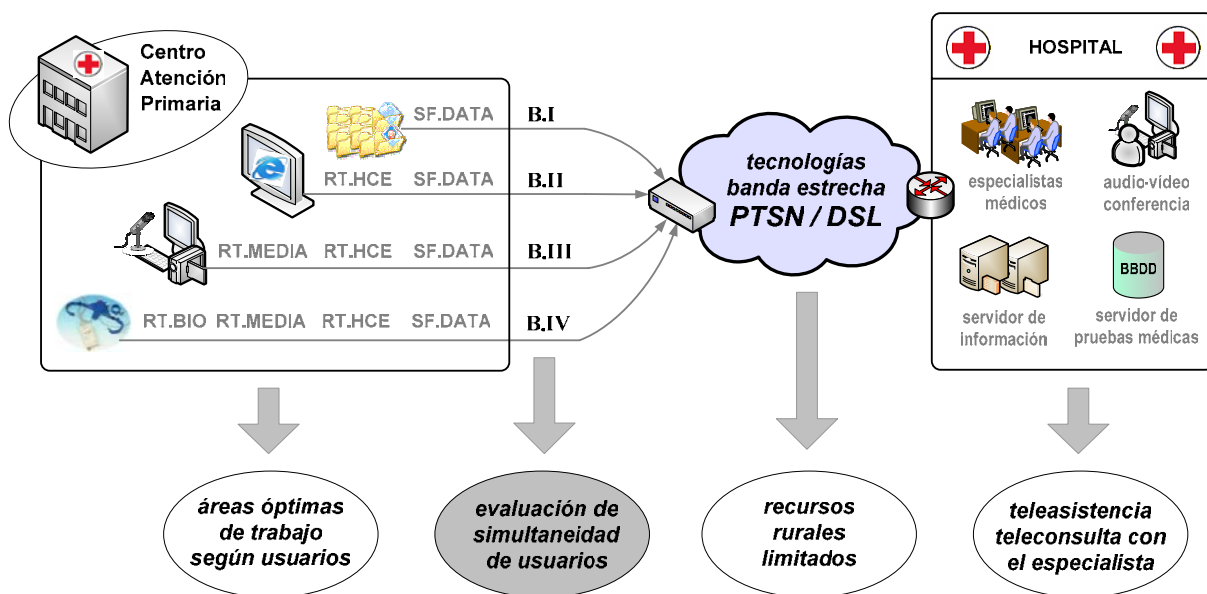 Centro
Atención
Primaria
SF.DATA B.I
RT.HCE SF.DATA B.II
RT.MEDIA RT.HCE SF.DATA B.III
RT.BIO RT.MEDIA RT.HCE SF.DATA B.IV
tecnologías
banda estrecha
PTSN / DSL
HOSPITAL
especialistas
médicos
audio-vídeo
conferencia
servidor de
información
BBDD
servidor de
pruebas médicas
áreas óptimas
de trabajo
según usuarios
evaluación de
simultaneidad
de usuarios
recursos
rurales
limitados
teleasistencia
teleconsulta con
el especialista